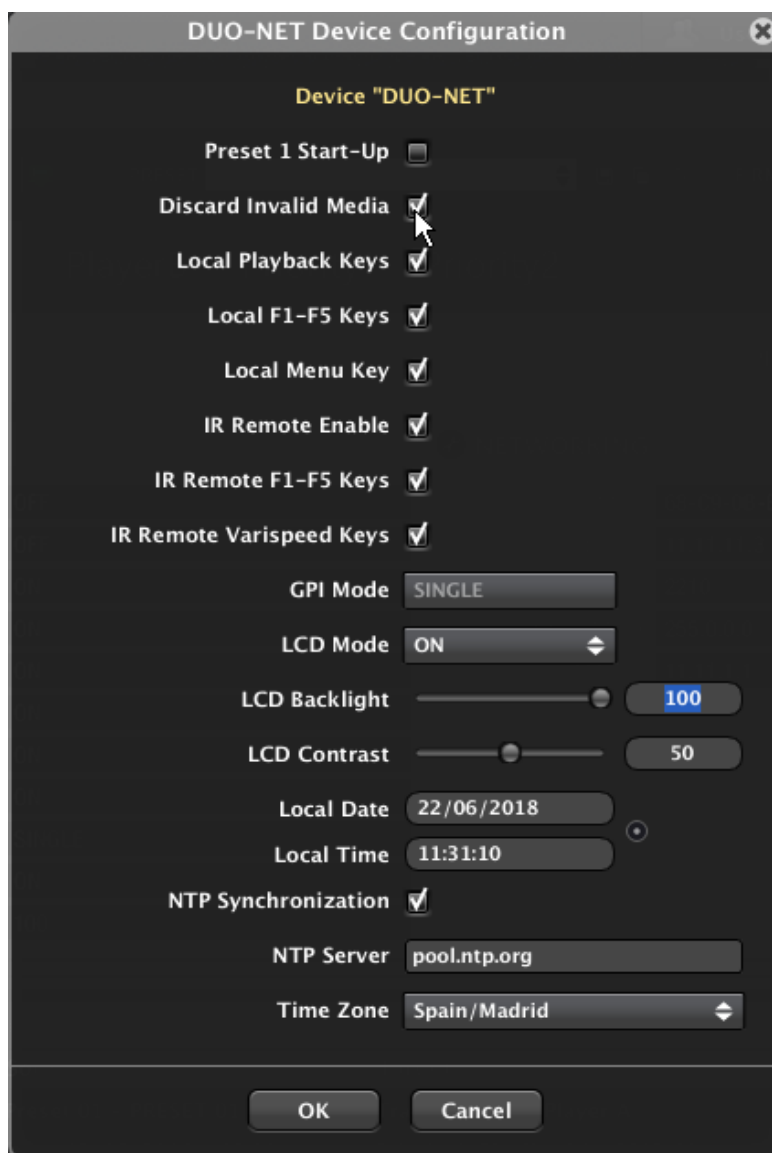 DUO-NET Device Configuration
Device "DUO-NET"
Preset 1 Start-Up
Discard Invalid Media
Local Playback Keys
Local F1-F5 Keys
Local Menu Key
IR Remote Enable
IR Remote F1-F5 Keys
IR Remote Varispeed Keys
GPI Mode SINGLE
LCD Mode ON
LCD Backlight 100
LCD Contrast 50
Local Date 22/06/2018
Local Time 11:31:10
NTP Synchronization
NTP Server pool.ntp.org
Time Zone Spain/Madrid
OK Cancel